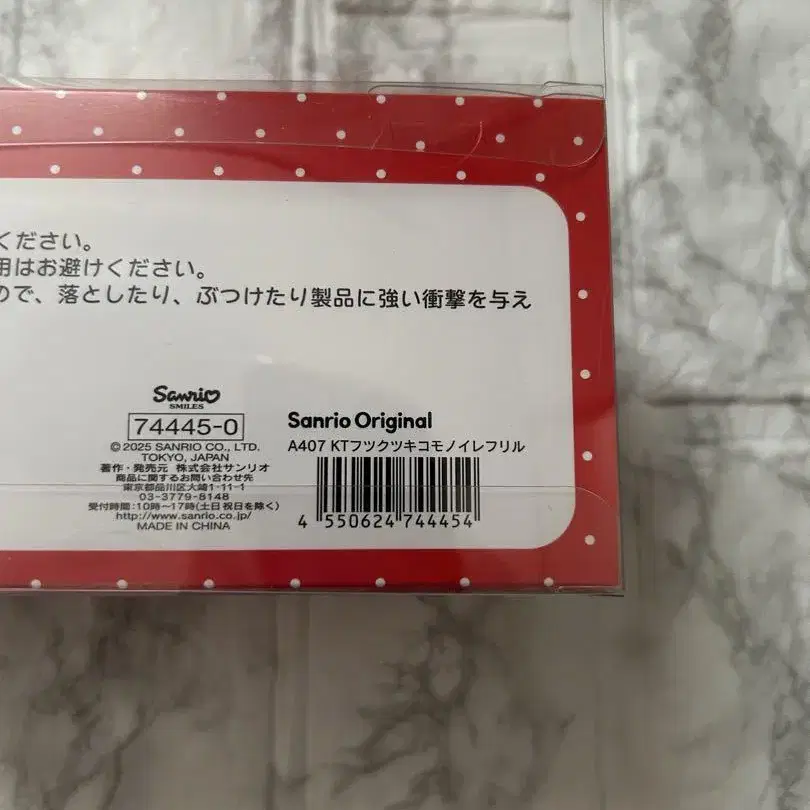 ください。
用はお避けください。
ので、落としたり、ぶつけたり製品に強い衝撃を与え
Sanrio
SMILES
74445-0
© 2025 SANRIO CO., LTD.
TOKYO, JAPAN
著作・発売元 株式会社サンリオ
商品に関するお問い合わせ先
東京都品川区大崎1-11-1
03-3779-8148
受付時間:10時〜17時(土日祝日を除く)
http://www.sanrio.co.jp/
MADE IN CHINA
Sanrio Original
A407 KTフツクツキコモノイレフリル
4 550624 744454